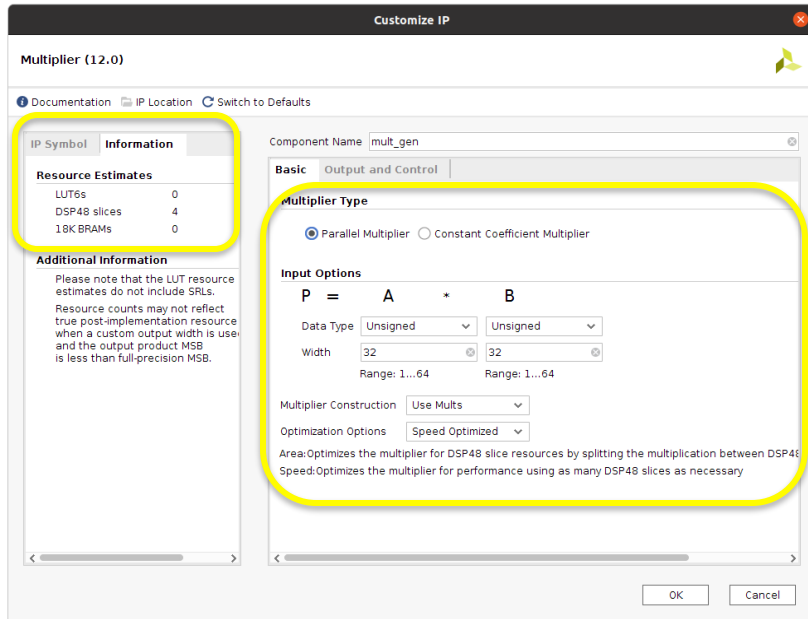 Customize IP
Multiplier (12.0)
Documentation IP Location Switch to Defaults
IP Symbol Information
Resource Estimates
LUT6s 0
DSP48 slices 4
18K BRAMs 0
Additional Information
Please note that the LUT resource
estimates do not include SRLs.
Resource counts may not reflect
true post-implementation resource
when a custom output width is use
and the output product MSB
is less than full-precision MSB.
Component Name mult_gen
Basic Output and Control
Multiplier Type
Parallel Multiplier Constant Coefficient Multiplier
Input Options
P = A * B
Data Type Unsigned Unsigned
Width 32 32
Range: 1...64 Range: 1...64
Multiplier Construction Use Mults
Optimization Options Speed Optimized
Area:Optimizes the multiplier for DSP48 slice resources by splitting the multiplication between DSP48
Speed:Optimizes the multiplier for performance using as many DSP48 slices as necessary
OK Cancel